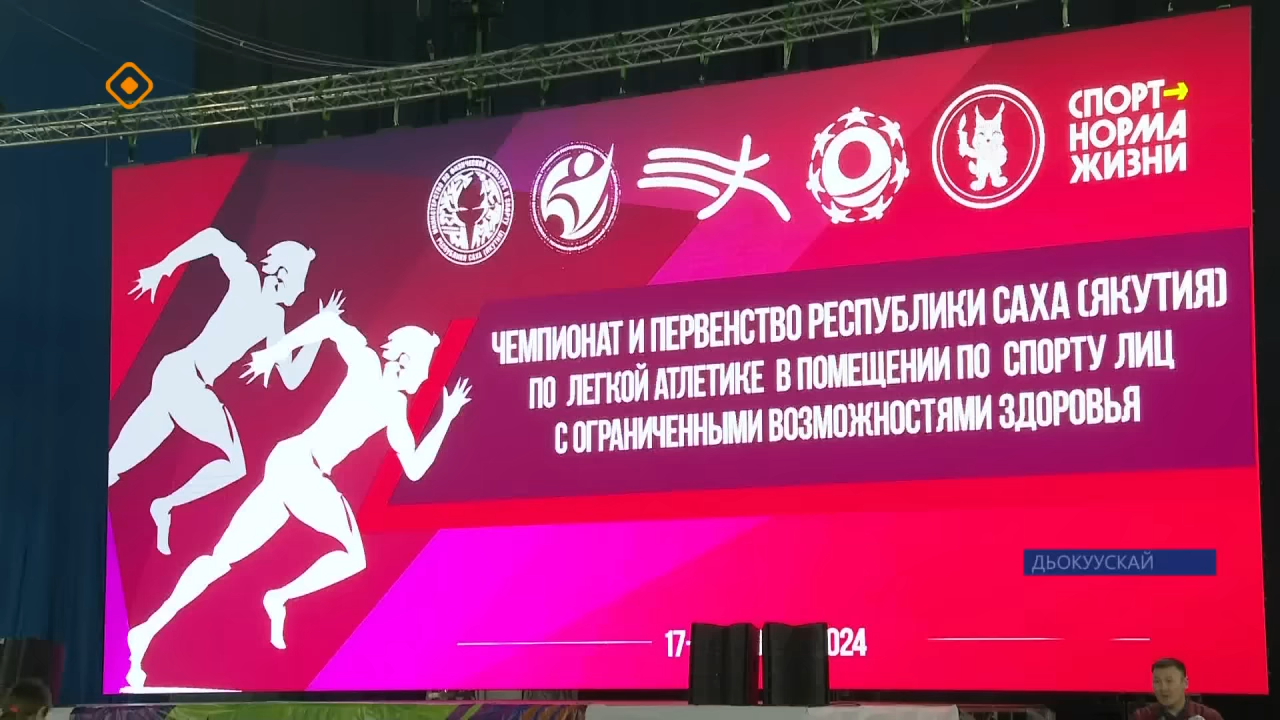 СПОРТ
НОРМА
ЖИЗНИ
ЧЕМПИОНАТ И ПЕРВЕНСТВО РЕСПУБЛИКИ САХА (ЯКУТИЯ)
ПО ЛЕГКОЙ АТЛЕТИКЕ В ПОМЕЩЕНИИ ПО СПОРТУ ЛИЦ
С ОГРАНИЧЕННЫМИ ВОЗМОЖНОСТЯМИ ЗДОРОВЬЯ
ДЬОКУУСКАЙ
17-